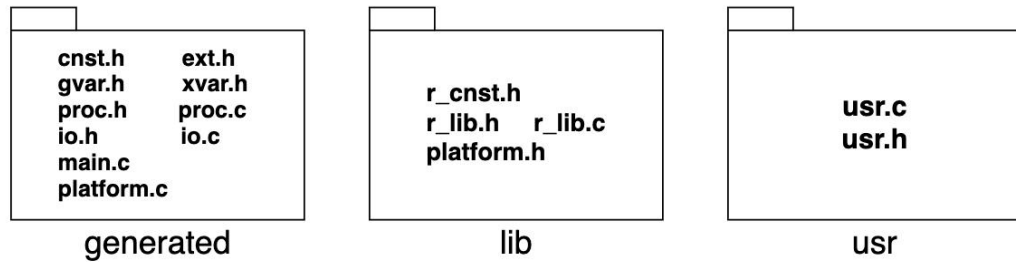 cnst.h ext.h
gvar.h xvar.h
proc.h proc.c
io.h io.c
main.c
platform.c
generated
r_cnst.h
r_lib.h r_lib.c
platform.h
lib
usr.c
usr.h
usr